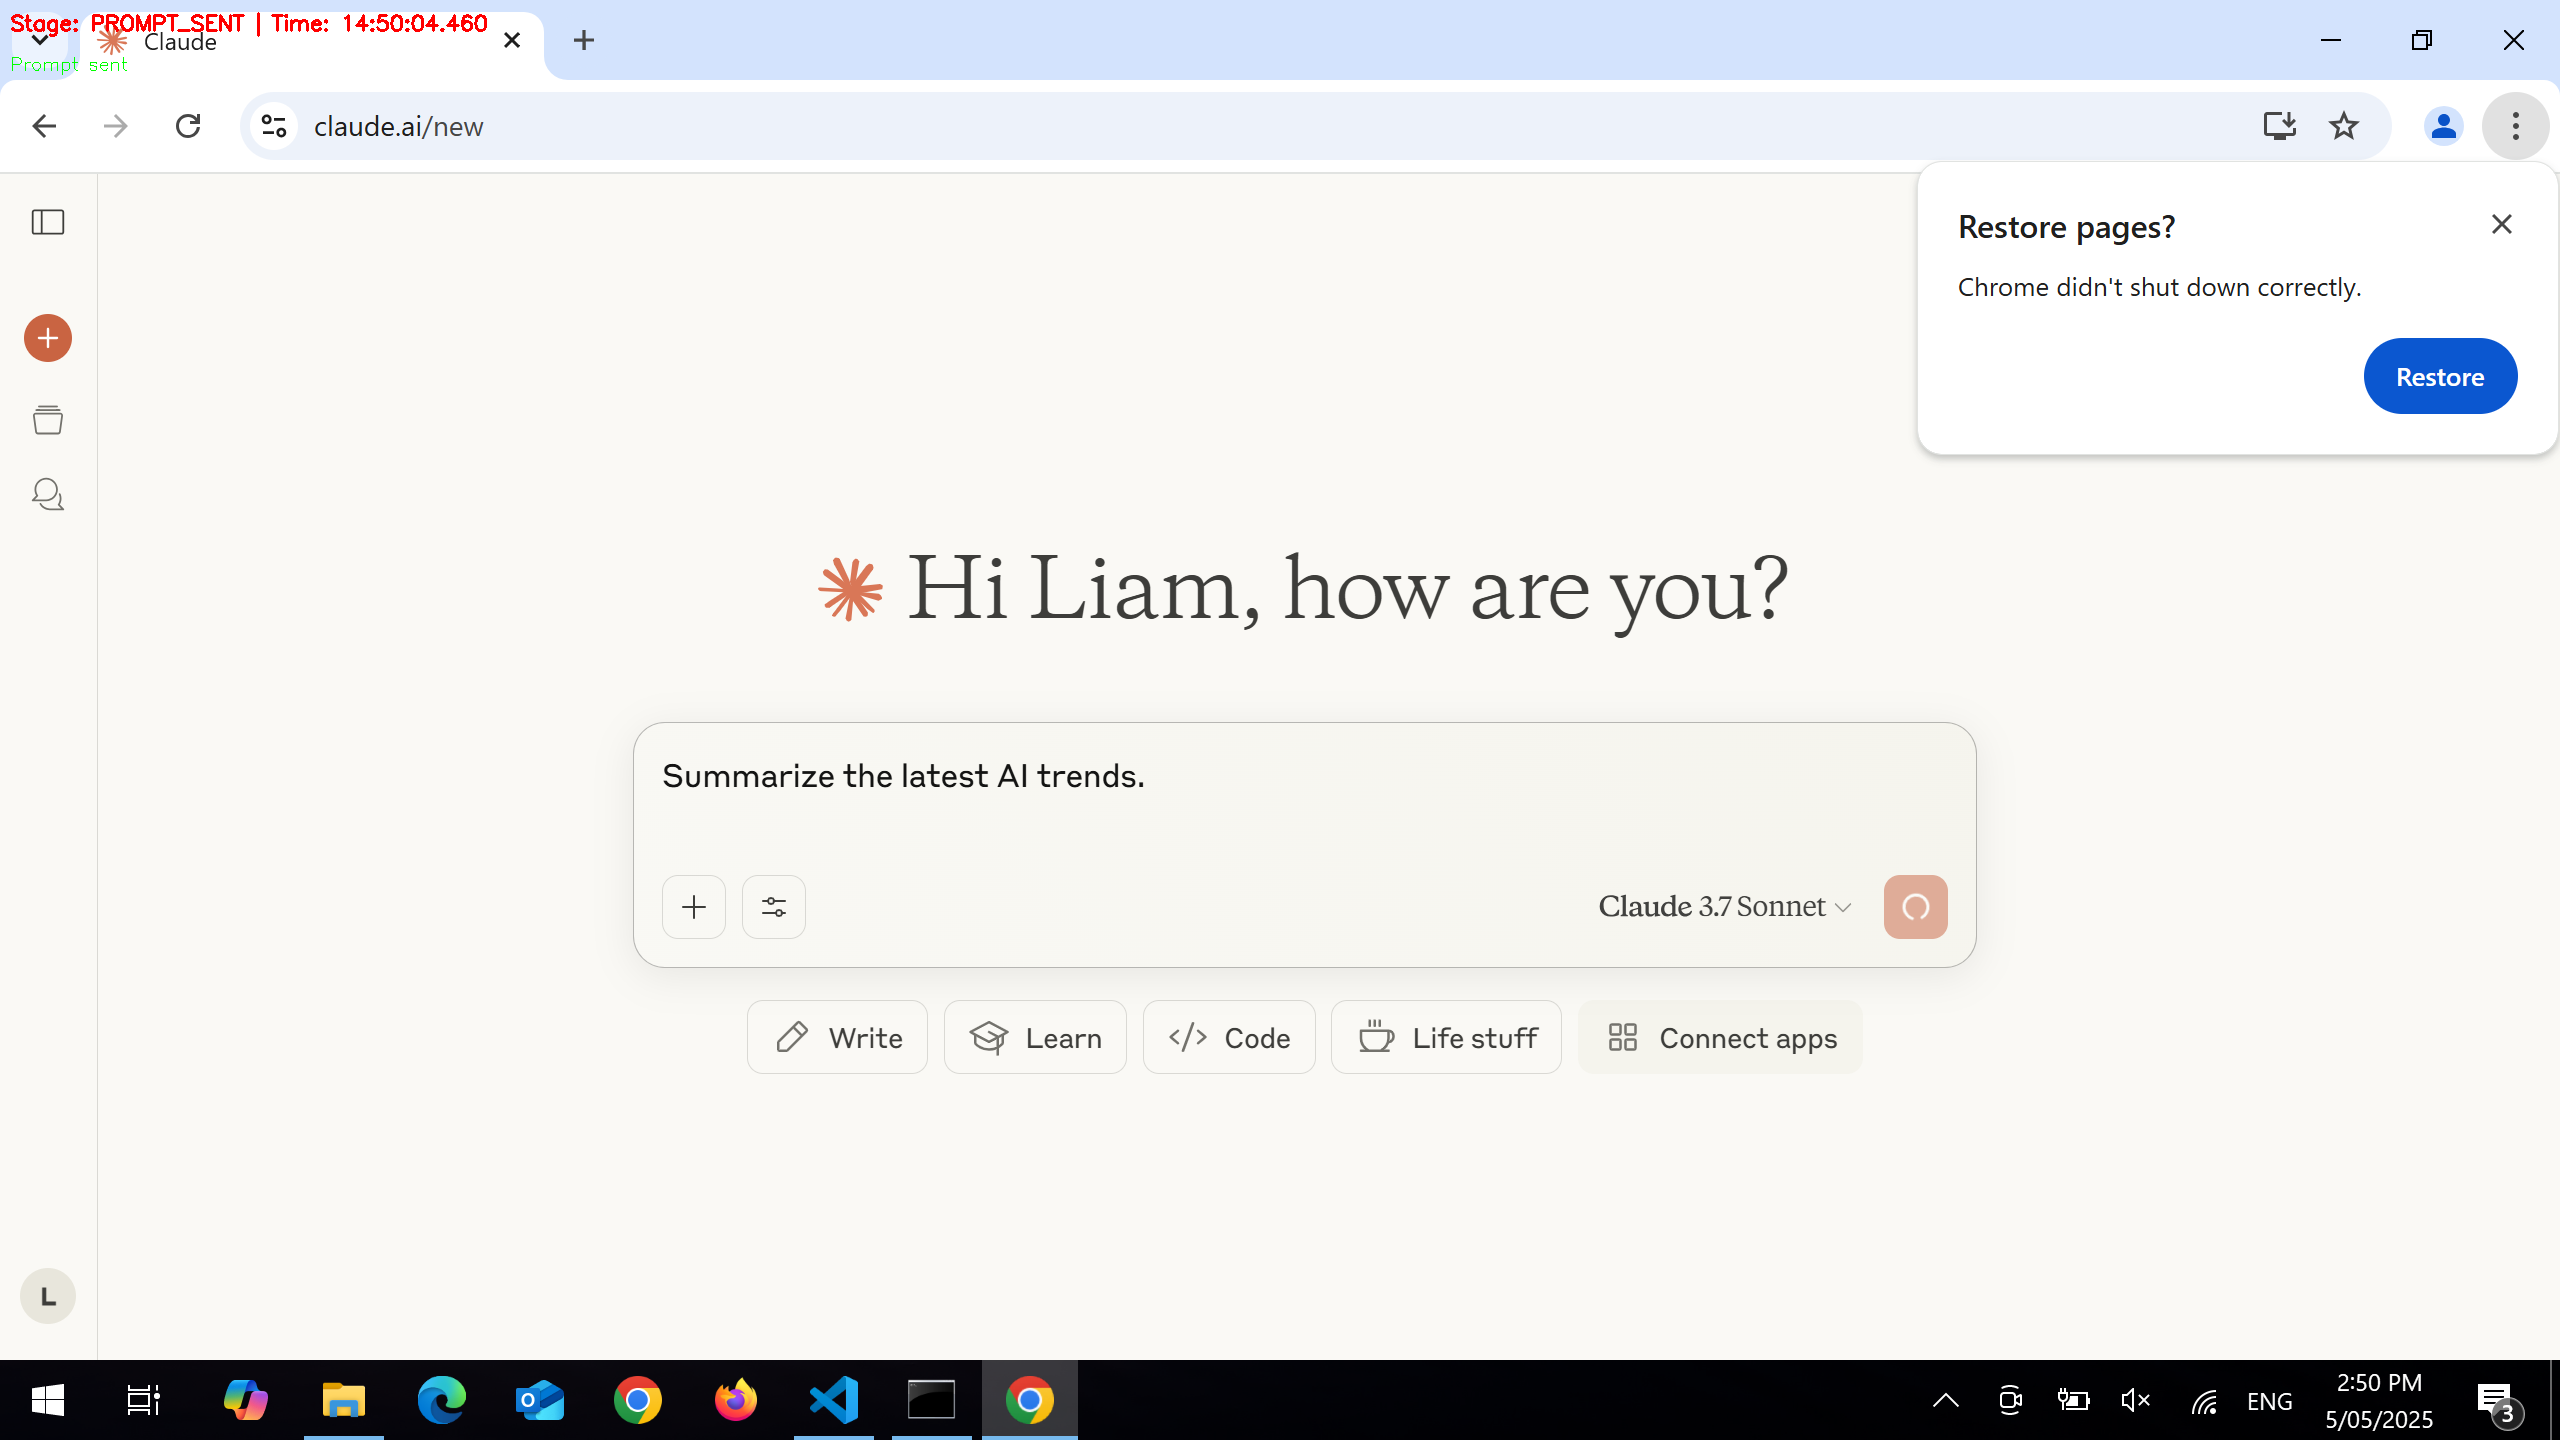 Stage: PROMPT_SENT | Time: 14:50:04.460
Claude
Prompt sent
claude.ai/new
Restore pages?
Chrome didn't shut down correctly.
Restore
Hi Liam, how are you?
Summarize the latest AI trends.
Claude 3.7 Sonnet
Write
Learn
Code
Life stuff
Connect apps
L
ENG
2:50 PM
5/05/2025
3